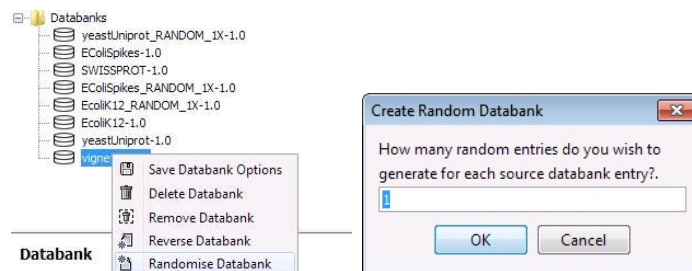 Databanks
yeastUniprot_RANDOM_1X-1.0
EColiSpikes-1.0
SWISSPROT-1.0
EColiSpikes_RANDOM_1X-1.0
EcoliK12_RANDOM_1X-1.0
EcoliK12-1.0
yeastUniprot-1.0
Save Databank Options
Delete Databank
Remove Databank
Reverse Databank
Randomise Databank
Databank
Create Random Databank
How many random entries do you wish to
generate for each source databank entry?.
1
OK
Cancel